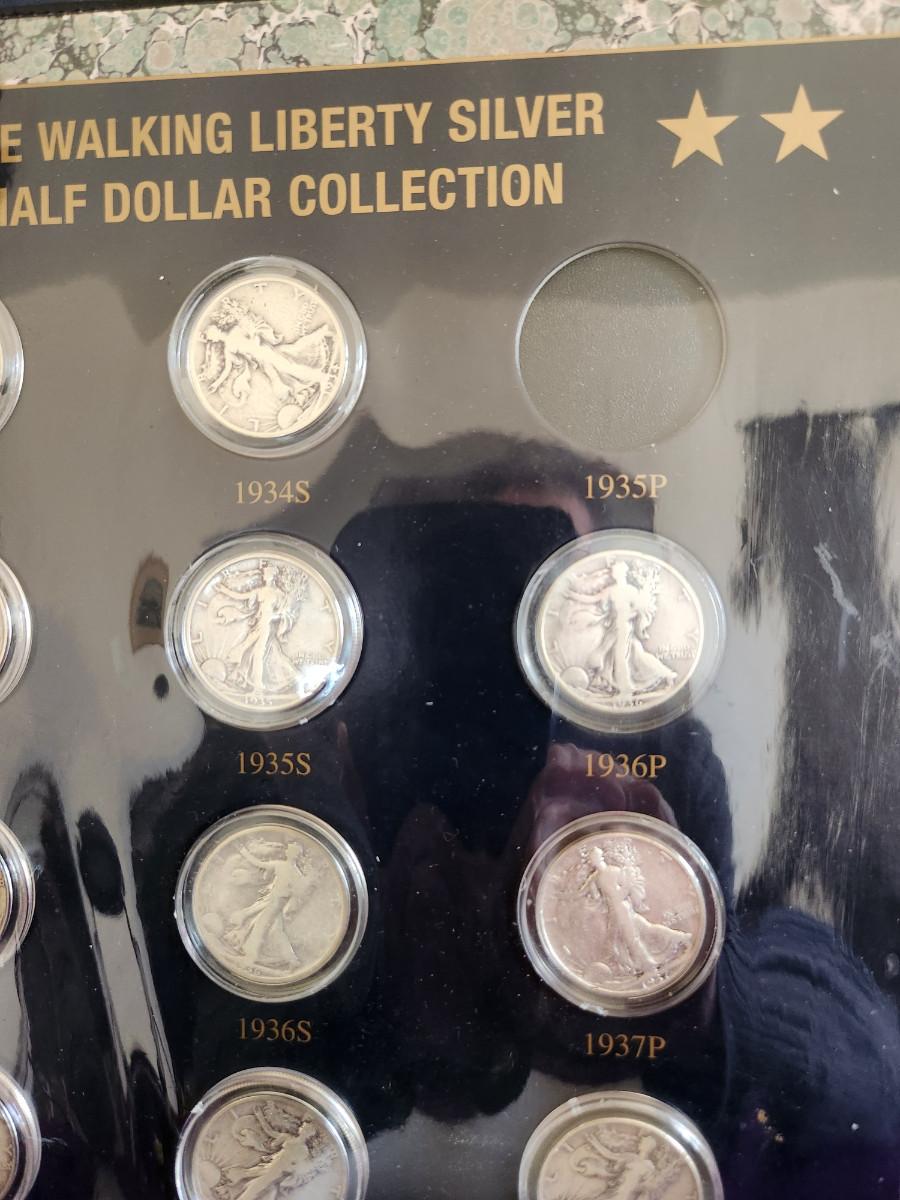 E WALKING LIBERTY SILVER
HALF DOLLAR COLLECTION
1934S
1935P
1935S
1936P
1936S
1937P